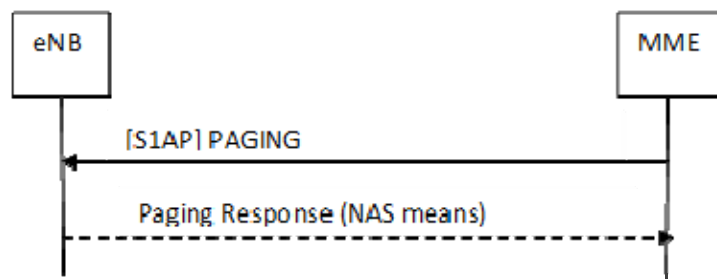 eNB
MME
[S1AP] PAGING
Paging Response (NAS means)